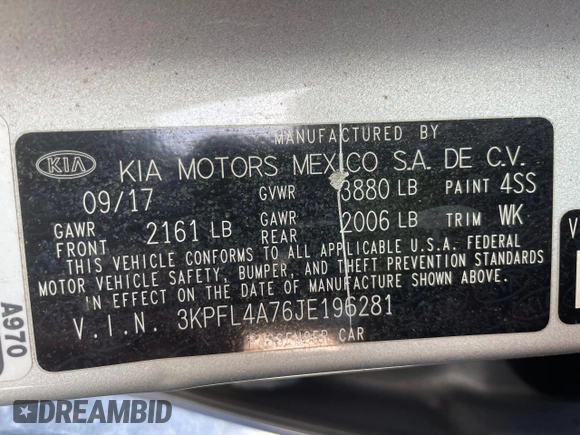 MANUFACTURED BY
KIA KIA MOTORS MEXICO S.A. DE C.V.
09/17 GVWR 3880 LB PAINT 4SS
GAWR FRONT 2161 LB GAWR REAR 2006 LB TRIM WK
THIS VEHICLE CONFORMS TO ALL APPLICABLE U.S.A. FEDERAL
MOTOR VEHICLE SAFETY, BUMPER, AND THEFT PREVENTION STANDARDS
IN EFFECT ON THE DATE OF MANUFACTURE SHOWN ABOVE.
V.I.N. 3KPFL4A76JE196281
PASSENGER CAR
A970
V
DREAMBID